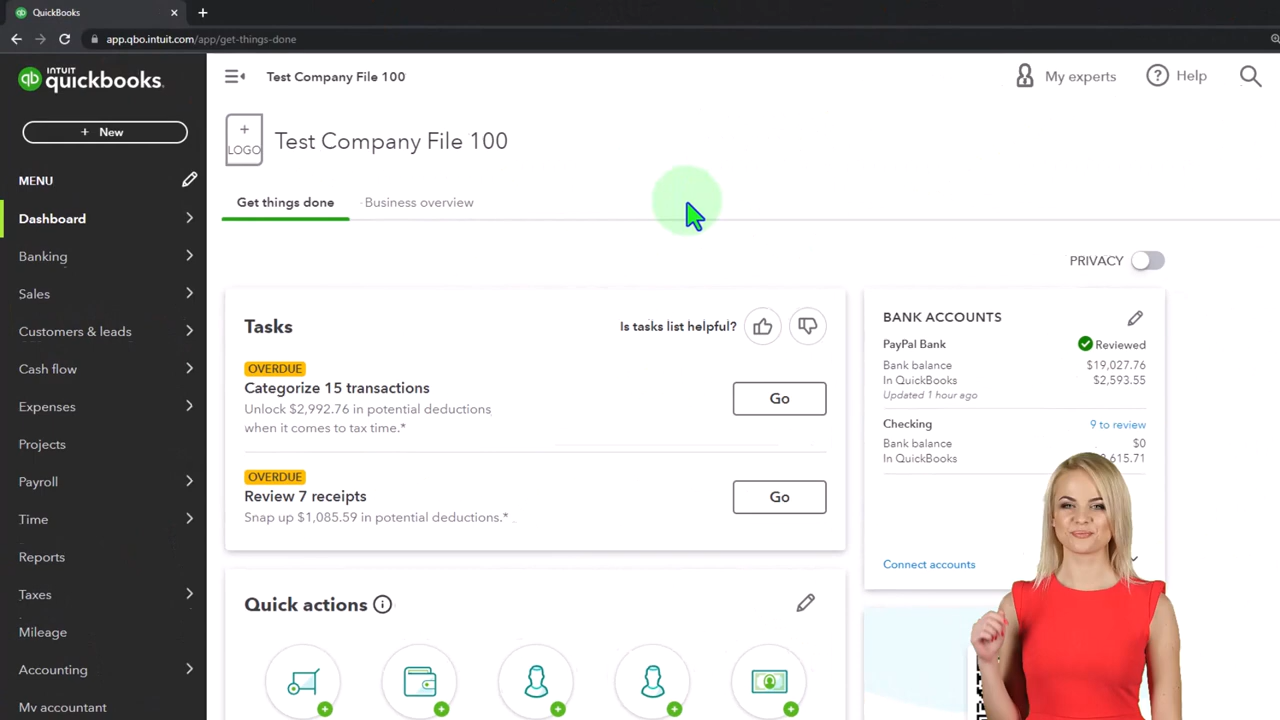 QuickBooks
app.qbo.intuit.com/app/get-things-done
INTUIT
quickbooks.
+ New
MENU
Dashboard
Banking
Sales
Customers & leads
Cash flow
Expenses
Projects
Payroll
Time
Reports
Taxes
Mileage
Accounting
My accountant
Test Company File 100
My experts
Help
+
LOGO
Test Company File 100
Get things done
Business overview
PRIVACY
Tasks
Is tasks list helpful?
OVERDUE
Categorize 15 transactions
Unlock $2,992.76 in potential deductions
when it comes to tax time.*
Go
OVERDUE
Review 7 receipts
Snap up $1,085.59 in potential deductions.*
Go
Quick actions
BANK ACCOUNTS
PayPal Bank
Reviewed
Bank balance $19,027.76
In QuickBooks $2,593.55
Updated 1 hour ago
Checking
9 to review
Bank balance $0
In QuickBooks
Connect accounts